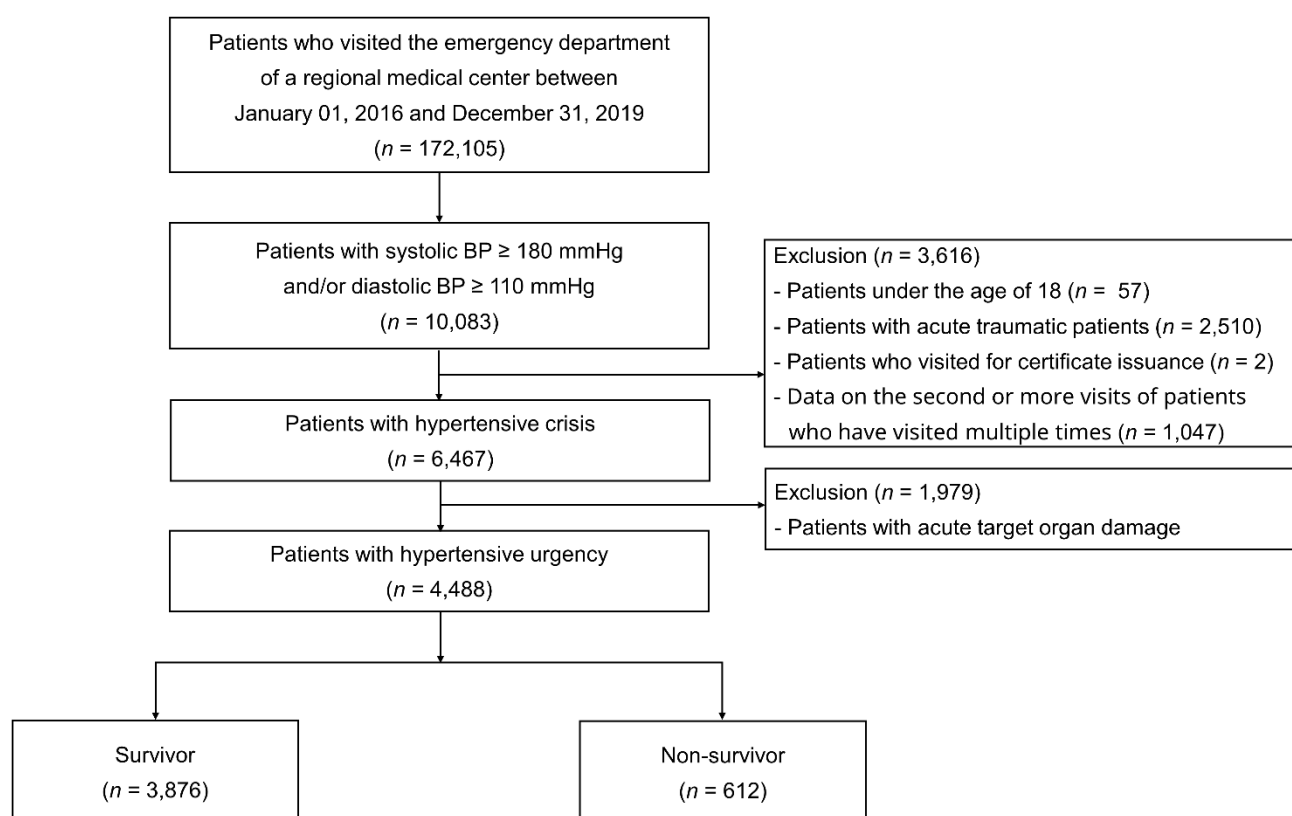 Patients who visited the emergency department
of a regional medical center between
January 01, 2016 and December 31, 2019
(n = 172,105)
Patients with systolic BP ≥ 180 mmHg
and/or diastolic BP ≥ 110 mmHg
(n = 10,083)
Exclusion (n = 3,616)
- Patients under the age of 18 (n = 57)
- Patients with acute traumatic patients (n = 2,510)
- Patients who visited for certificate issuance (n = 2)
- Data on the second or more visits of patients
who have visited multiple times (n = 1,047)
Patients with hypertensive crisis
(n = 6,467)
Exclusion (n = 1,979)
- Patients with acute target organ damage
Patients with hypertensive urgency
(n = 4,488)
Survivor
(n = 3,876)
Non-survivor
(n = 612)